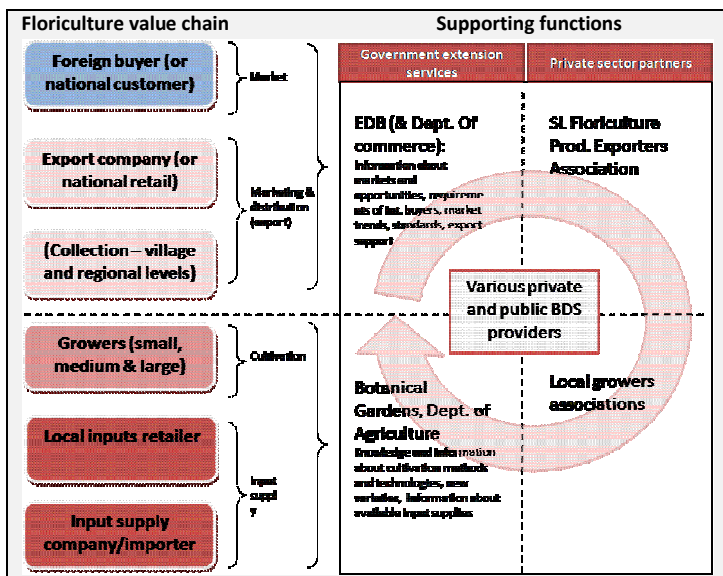 Floriculture value chain
Supporting functions
Foreign buyer (or
national customer)
Market
Export company (or
national retail)
Marketing &
distribution
(export)
(Collection – village
and regional levels)
Growers (small,
medium & large)
Cultivation
Local inputs retailer
Input
suppl
y
Input supply
company/importer
Government extension
services
Private sector partners
EDB (& Dept. Of
commerce):
Information about
markets and
opportunities, requireme
nts of int. buyers, market
trends, standards, export
support
SL Floriculture
Prod. Exporters
Association
Various private
and public BDS
providers
Botanical
Gardens, Dept. of
Agriculture
Knowledge and information
about cultivation methods
and technologies, new
varieties, information about
available input supplies
Local growers
associations